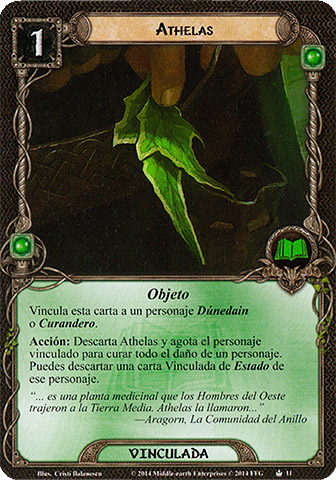 1
ATHELAS
Objeto
Vincula esta carta a un personaje Dúnedain
o Curandero.
Acción: Descarta Athelas y agota el personaje
vinculado para curar todo el daño de un personaje.
Puedes descartar una carta Vinculada de Estado de
ese personaje.
“... es una planta medicinal que los Hombres del Oeste
trajeron a la Tierra Media. Athelas la llamaron...”
—Aragorn, La Comunidad del Anillo
VINCULADA
Illus. Cristi Balanescu © 2014 Middle-earth Enterprises © 2014 FFG 11